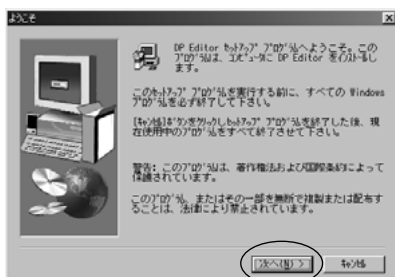 ようこそ
DP Editor ｾｯﾄｱｯﾌﾟ ﾌﾟﾛｸﾞﾗﾑへようこそ。この
ﾌﾟﾛｸﾞﾗﾑは、ｺﾝﾋﾟｭｰﾀに DP Editor をｲﾝｽﾄｰﾙし
ます。
このｾｯﾄｱｯﾌﾟ ﾌﾟﾛｸﾞﾗﾑを実行する前に、すべての Windows
ﾌﾟﾛｸﾞﾗﾑを必ず終了して下さい。
[ｷｬﾝｾﾙ]ﾎﾞﾀﾝをｸﾘｯｸしｾｯﾄｱｯﾌﾟ ﾌﾟﾛｸﾞﾗﾑを終了した後、現
在使用中のﾌﾟﾛｸﾞﾗﾑをすべて終了させて下さい。
警告: このﾌﾟﾛｸﾞﾗﾑは、著作権法および国際条約によって
保護されています。
このﾌﾟﾛｸﾞﾗﾑ、またはその一部を無断で複製または配布す
ることは、法律により禁止されています。
次へ(N) >
ｷｬﾝｾﾙ